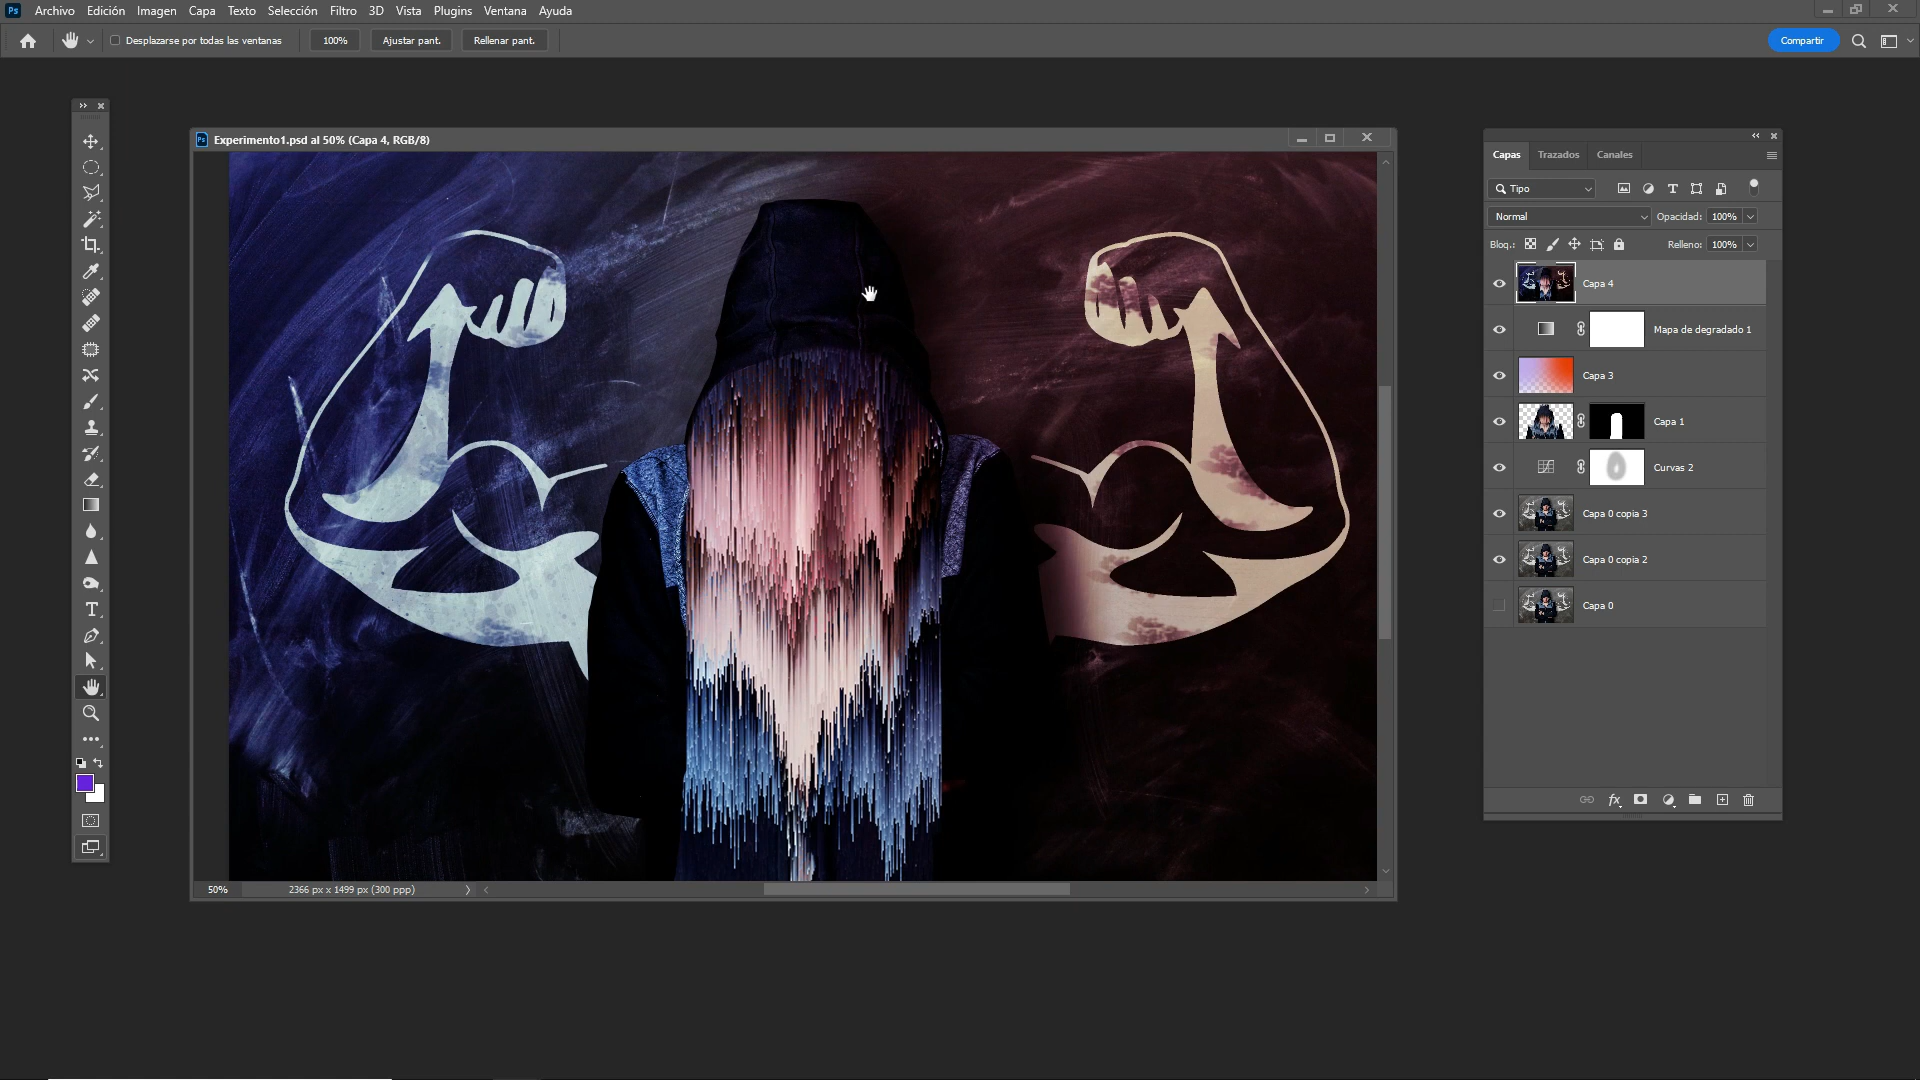 Ps Archivo Edición Imagen Capa Texto Selección Filtro 3D Vista Plugins Ventana Ayuda
Desplazarse por todas las ventanas 100% Ajustar pant. Rellenar pant. Compartir
Ps Experimento1.psd al 50% (Capa 4, RGB/8)
50% 2366 px x 1499 px (300 ppp)
Capas Trazados Canales
Tipo
Normal Opacidad: 100%
Bloq.: Relleno: 100%
Capa 4
Mapa de degradado 1
Capa 3
Capa 1
Curvas 2
Capa 0 copia 3
Capa 0 copia 2
Capa 0
fx